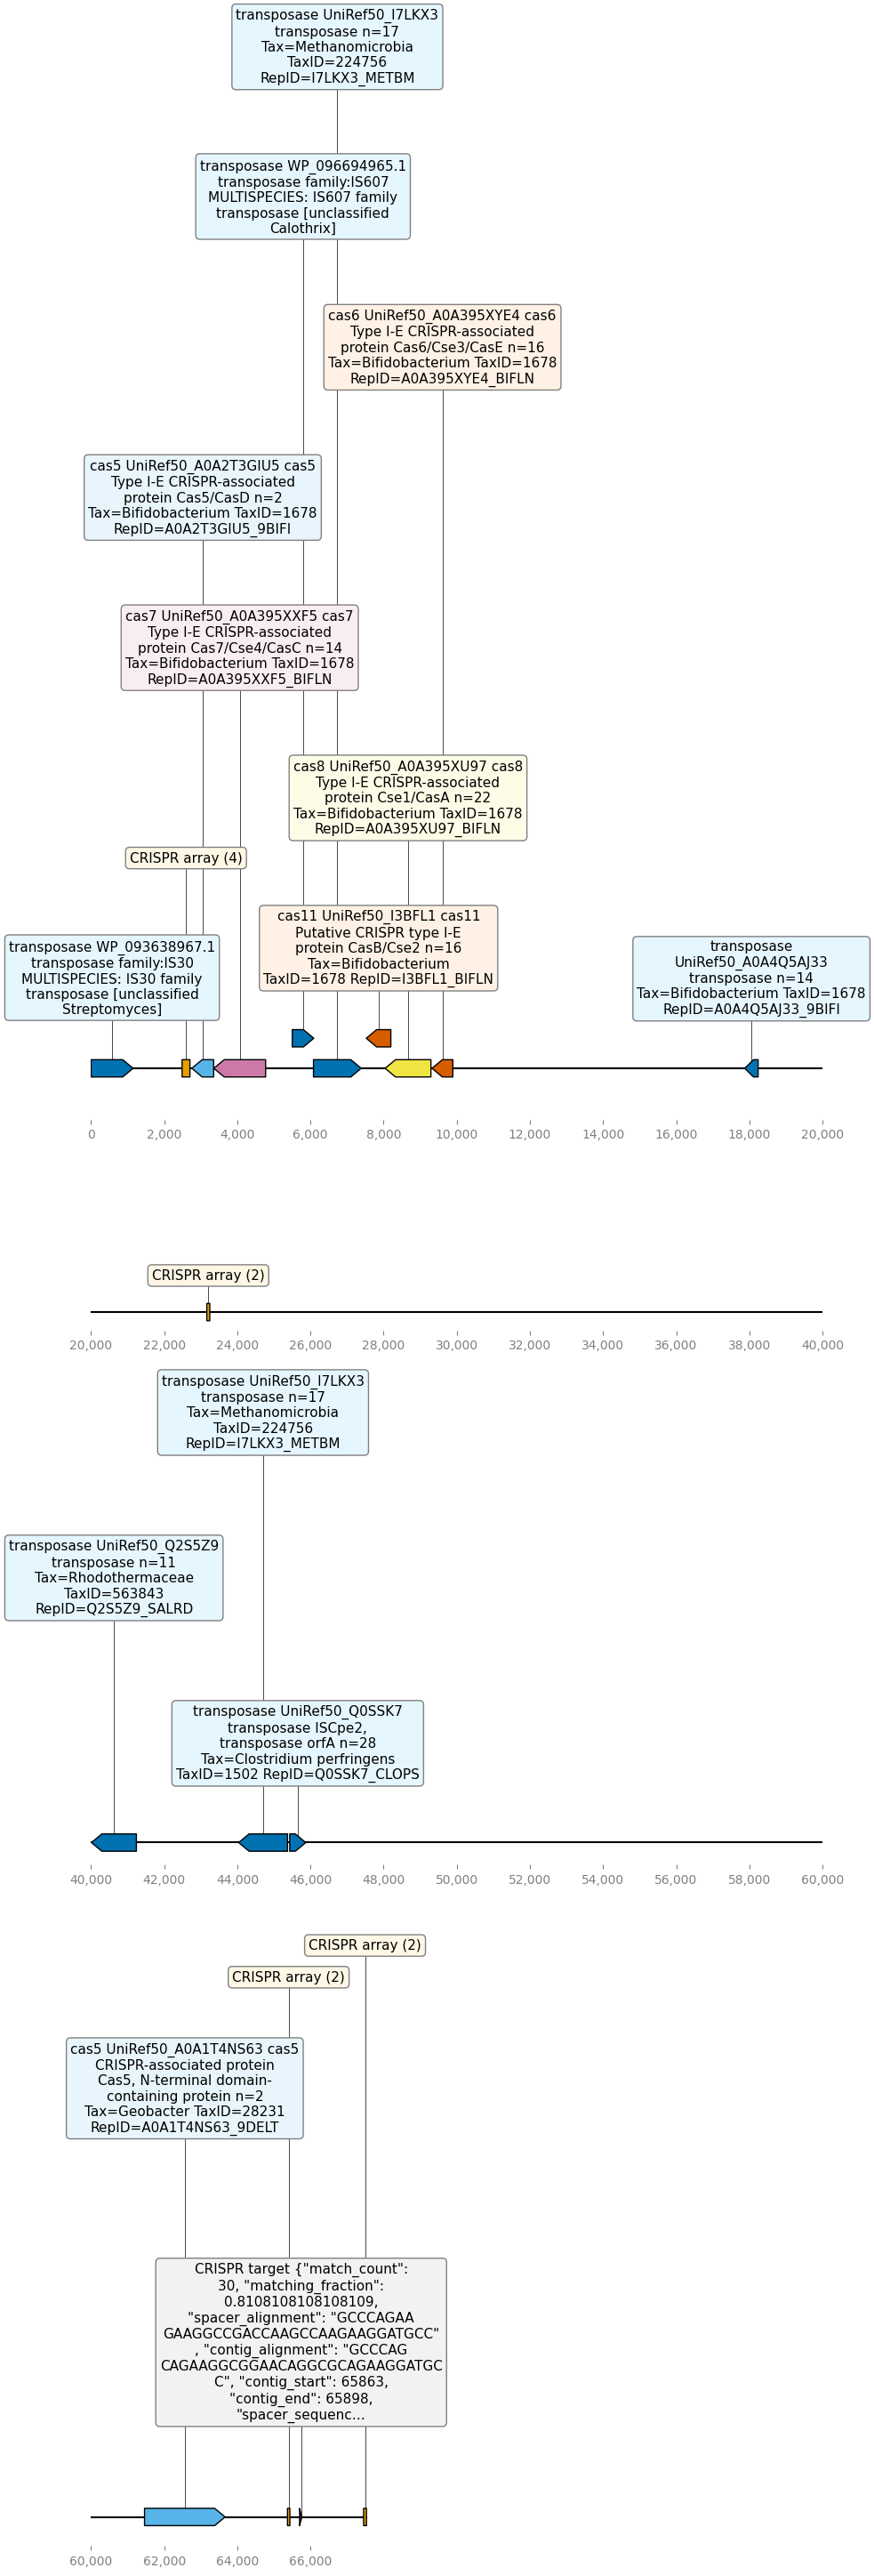 transposase UniRef50_I7LKX3
transposase n=17
Tax=Methanomicrobia
TaxID=224756
RepID=I7LKX3_METBM
transposase WP_096694965.1
transposase family:IS607
MULTISPECIES: IS607 family
transposase [unclassified
Calothrix]
cas6 UniRef50_A0A395XYE4 cas6
Type I-E CRISPR-associated
protein Cas6/Cse3/CasE n=16
Tax=Bifidobacterium TaxID=1678
RepID=A0A395XYE4_BIFLN
cas5 UniRef50_A0A2T3GIU5 cas5
Type I-E CRISPR-associated
protein Cas5/CasD n=2
Tax=Bifidobacterium TaxID=1678
RepID=A0A2T3GIU5_9BIFI
cas7 UniRef50_A0A395XXF5 cas7
Type I-E CRISPR-associated
protein Cas7/Cse4/CasC n=14
Tax=Bifidobacterium TaxID=1678
RepID=A0A395XXF5_BIFLN
cas8 UniRef50_A0A395XU97 cas8
Type I-E CRISPR-associated
protein Cse1/CasA n=22
Tax=Bifidobacterium TaxID=1678
RepID=A0A395XU97_BIFLN
CRISPR array (4)
cas11 UniRef50_I3BFL1 cas11
Putative CRISPR type I-E
protein CasB/Cse2 n=16
Tax=Bifidobacterium
TaxID=1678 RepID=I3BFL1_BIFLN
transposase WP_093638967.1
transposase family:IS30
MULTISPECIES: IS30 family
transposase [unclassified
Streptomyces]
transposase
UniRef50_A0A4Q5AJ33
transposase n=14
Tax=Bifidobacterium TaxID=1678
RepID=A0A4Q5AJ33_9BIFI
0 2,000 4,000 6,000 8,000 10,000 12,000 14,000 16,000 18,000 20,000
CRISPR array (2)
20,000 22,000 24,000 26,000 28,000 30,000 32,000 34,000 36,000 38,000 40,000
transposase UniRef50_I7LKX3
transposase n=17
Tax=Methanomicrobia
TaxID=224756
RepID=I7LKX3_METBM
transposase UniRef50_Q2S5Z9
transposase n=11
Tax=Rhodothermaceae
TaxID=563843
RepID=Q2S5Z9_SALRD
transposase UniRef50_Q0SSK7
transposase ISCpe2,
transposase orfA n=28
Tax=Clostridium perfringens
TaxID=1502 RepID=Q0SSK7_CLOPS
40,000 42,000 44,000 46,000 48,000 50,000 52,000 54,000 56,000 58,000 60,000
CRISPR array (2)
CRISPR array (2)
cas5 UniRef50_A0A1T4NS63 cas5
CRISPR-associated protein
Cas5, N-terminal domain-
containing protein n=2
Tax=Geobacter TaxID=28231
RepID=A0A1T4NS63_9DELT
CRISPR target {"match_count":
30, "matching_fraction":
0.8108108108108109,
"spacer_alignment": "GCCCAGAA
GAAGGCCGACCAAGCCAAGAAGGATGCC"
, "contig_alignment": "GCCCAG
CAGAAGGCGGAACAGGCGCAGAAGGATGC
C", "contig_start": 65863,
"contig_end": 65898,
"spacer_sequenc...
60,000 62,000 64,000 66,000